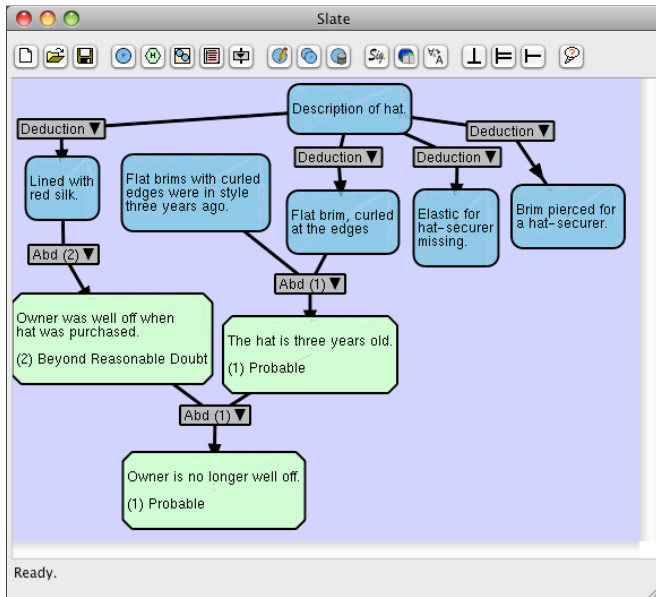 Slate
Sig.
Description of hat.
Deduction
Deduction
Deduction
Deduction
Lined with
red silk.
Flat brims with curled
edges were in style
three years ago.
Flat brim, curled
at the edges
Elastic for
hat-securer
missing.
Brim pierced for
a hat-securer.
Abd (2)
Abd (1)
Owner was well off when
hat was purchased.
(2) Beyond Reasonable Doubt
The hat is three years old.
(1) Probable
Abd (1)
Owner is no longer well off.
(1) Probable
Ready.